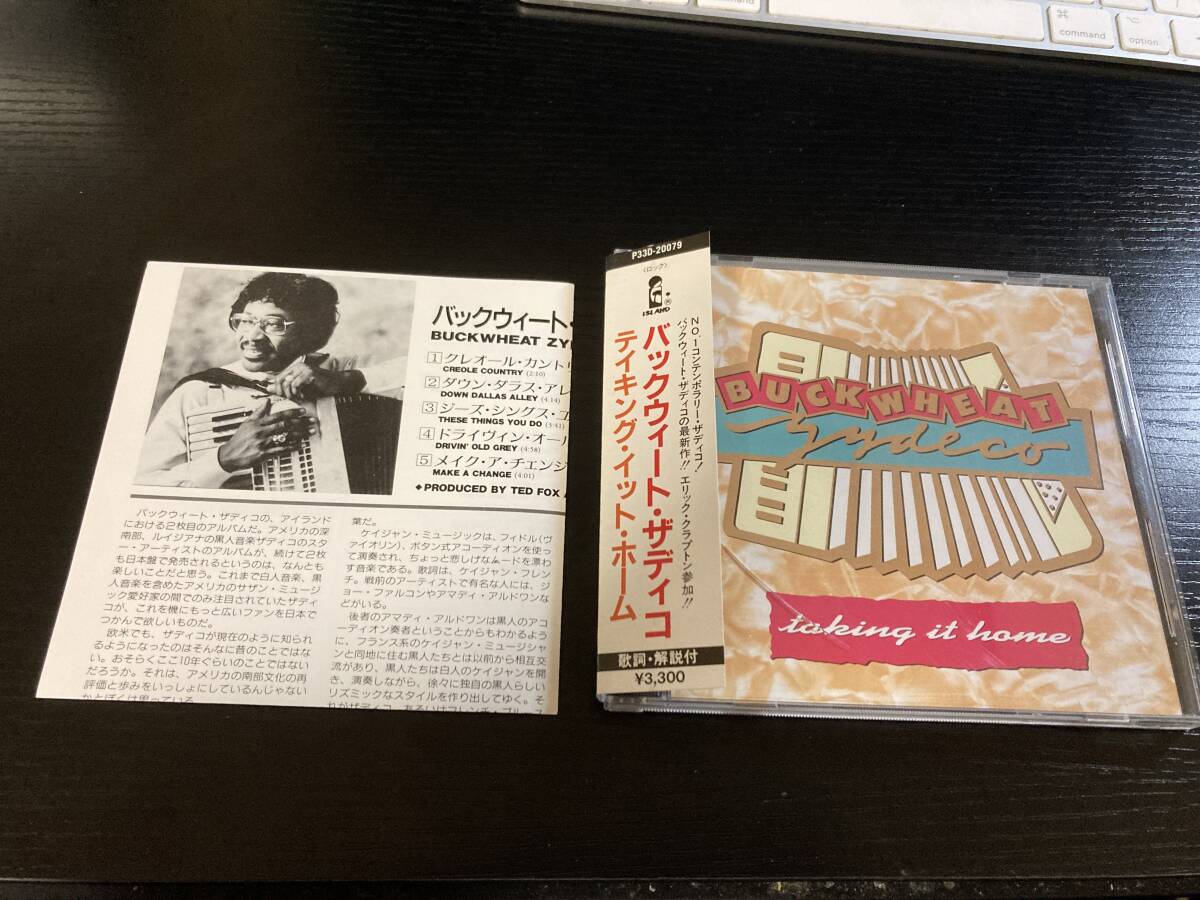 command
⌘
command
⌥
option
バックウィート・
BUCKWHEAT ZY
1 クレオール・カントリ
CREOLE COUNTRY (2:10)
2 ダウン・ダラス・アレ
DOWN DALLAS ALLEY (4:14)
3 ジーズ・シングス・ユ
THESE THINGS YOU DO (5:41)
4 ドライヴィン・オール
DRIVIN' OLD GREY (4:58)
5 メイク・ア・チェンジ
MAKE A CHANGE (4:01)
◆PRODUCED BY TED FOX
バックウィート・ザディコの、アイランド
における2枚目のアルバムだ。アメリカの深
南部、ルイジアナの黒人音楽ザディコのスタ
ー・アーティストのアルバムが、続けて2枚
も日本盤で発売されるというのは、なんとも
楽しいことだと思う。これまで白人音楽、黒
人音楽を含めたアメリカのサザン・ミュージ
ック愛好家の間でのみ注目されていたザディ
コが、これを機にもっと広いファンを日本で
つかんで欲しいものだ。
欧米でも、ザディコが現在のように知られ
るようになったのはそんなに昔のことではな
い。おそらくここ10年ぐらいのことではない
だろうか。それは、アメリカの南部文化の再
評価と歩みをいっしょにしているんじゃない
かとぼくは思っている。
葉だ。
ケイジャン・ミュージックは、フィドル(ヴ
ァイオリン)、ボタン式アコーディオンを使っ
て演奏され、ちょっと悲しげなムードを漂わ
す音楽である。歌詞は、ケイジャン・フレン
チ。戦前のアーティストで有名な人には、ジ
ョー・ファルコンやアマディ・アルドワンな
どがいる。
後者のアマディ・アルドワンは黒人のアコ
ーディオン奏者ということからもわかるよう
に、フランス系のケイジャン・ミュージシャ
ンと同地に住む黒人たちとは以前から相互交
流があり、黒人たちは白人のケイジャンを聞
き、演奏しながら、徐々に独自の黒人らしい
リズミックなスタイルを作り出してゆく。そ
れがザディコ、あるいはフレンチ・ブルース
P33D-20079
〈ロック〉
ISLAND
NO.1コンテンポラリー・ザディコ!
バックウィート・ザディコの最新作!! エリック・クラプトン参加!!
バックウィート・ザディコ
テイキング・イット・ホーム
歌詞・解説付
¥3,300
BUCKWHEAT
zydeco
taking it home